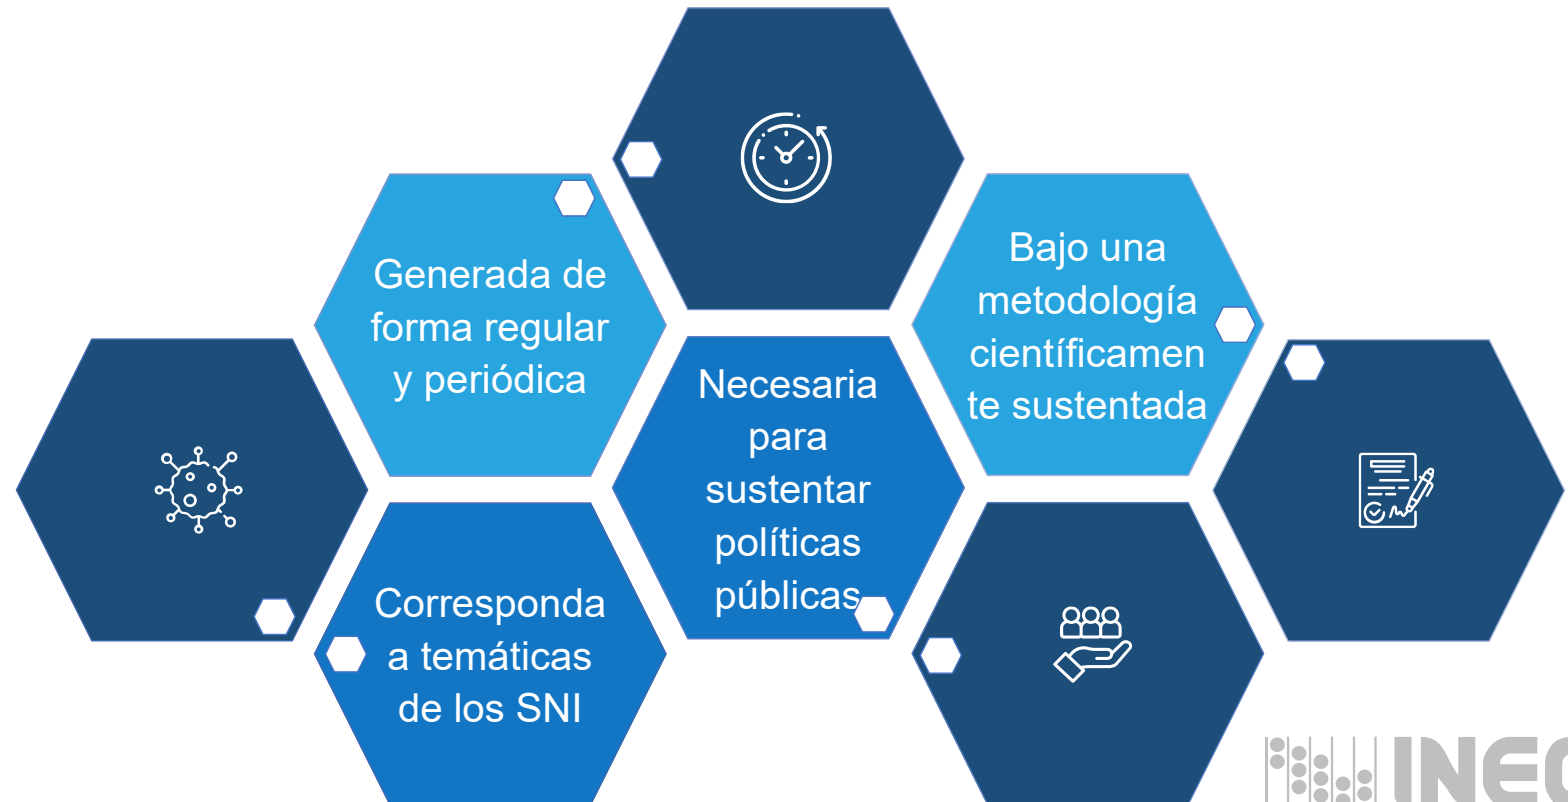 Generada de
forma regular
y periódica
Bajo una
metodología
científicamen
te sustentada
Necesaria
para
sustentar
políticas
públicas
Corresponda
a temáticas
de los SNI
INEG